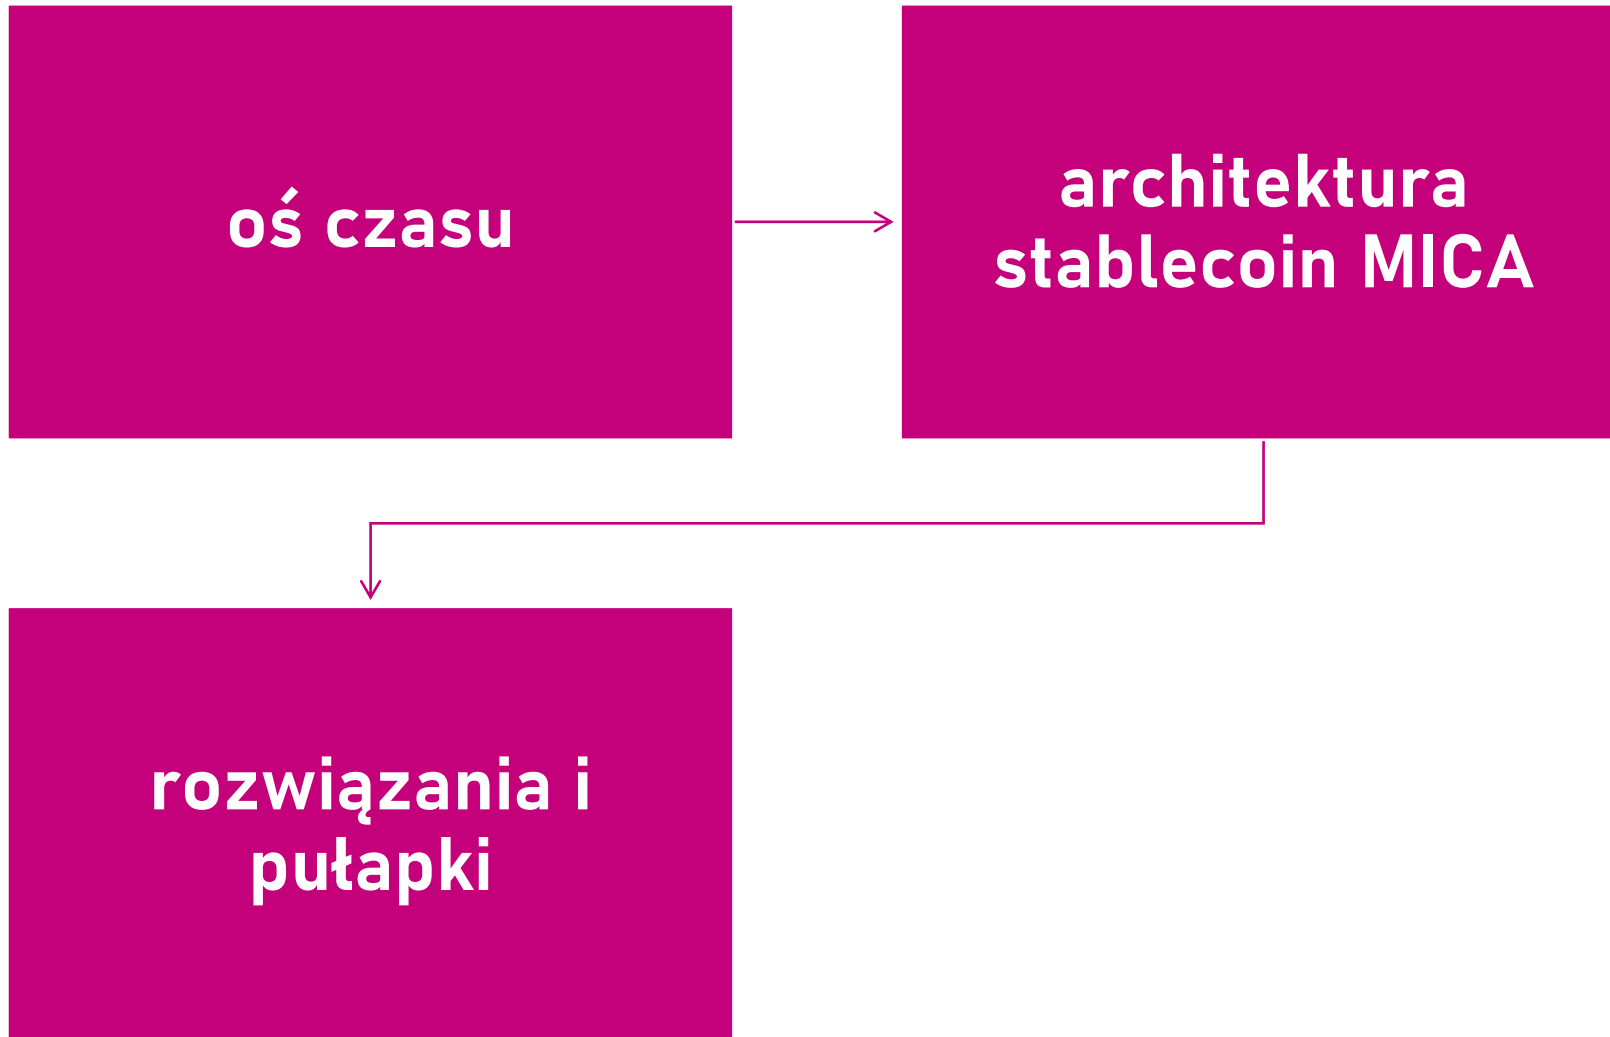 oś czasu
architektura
stablecoin MICA
rozwiązania i
pułapki